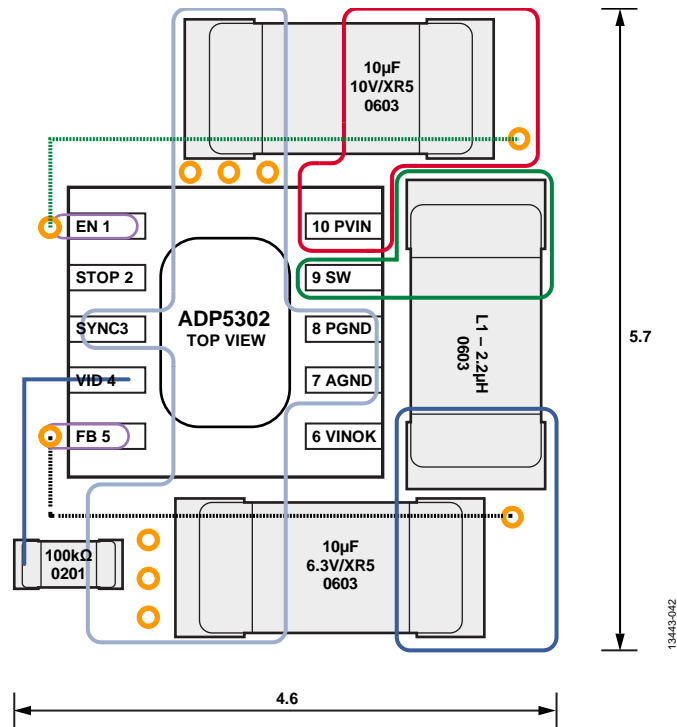 10µF
10V/XR5
0603
EN 1
10 PVIN
STOP 2
9 SW
ADP5302
TOP VIEW
SYNC3
8 PGND
VID 4
7 AGND
FB 5
6 VINOK
L1 – 2.2µH
0603
5.7
100kΩ
0201
10µF
6.3V/XR5
0603
4.6
13443-042